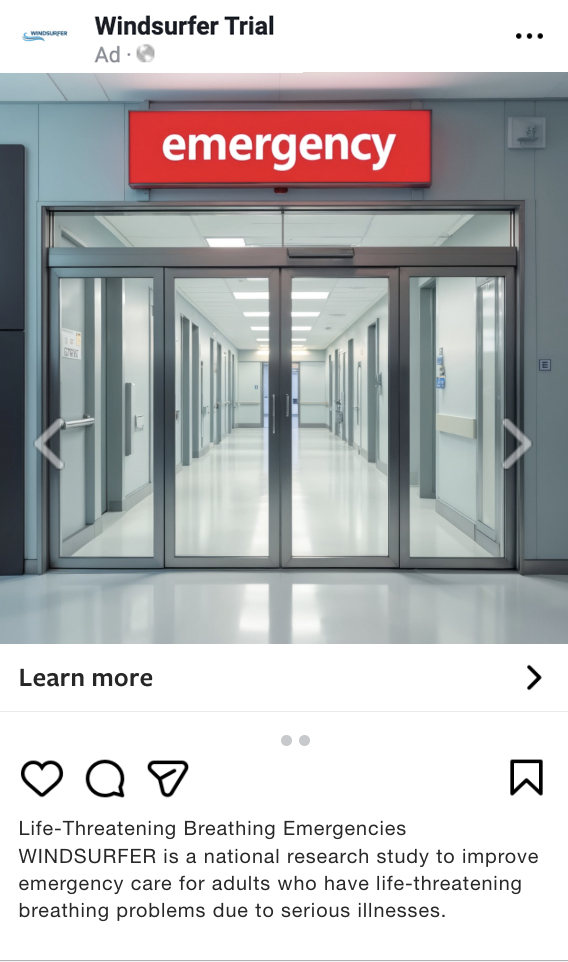 WINDSURFER
Windsurfer Trial
Ad ·
emergency
Learn more
Life-Threatening Breathing Emergencies
WINDSURFER is a national research study to improve
emergency care for adults who have life-threatening
breathing problems due to serious illnesses.